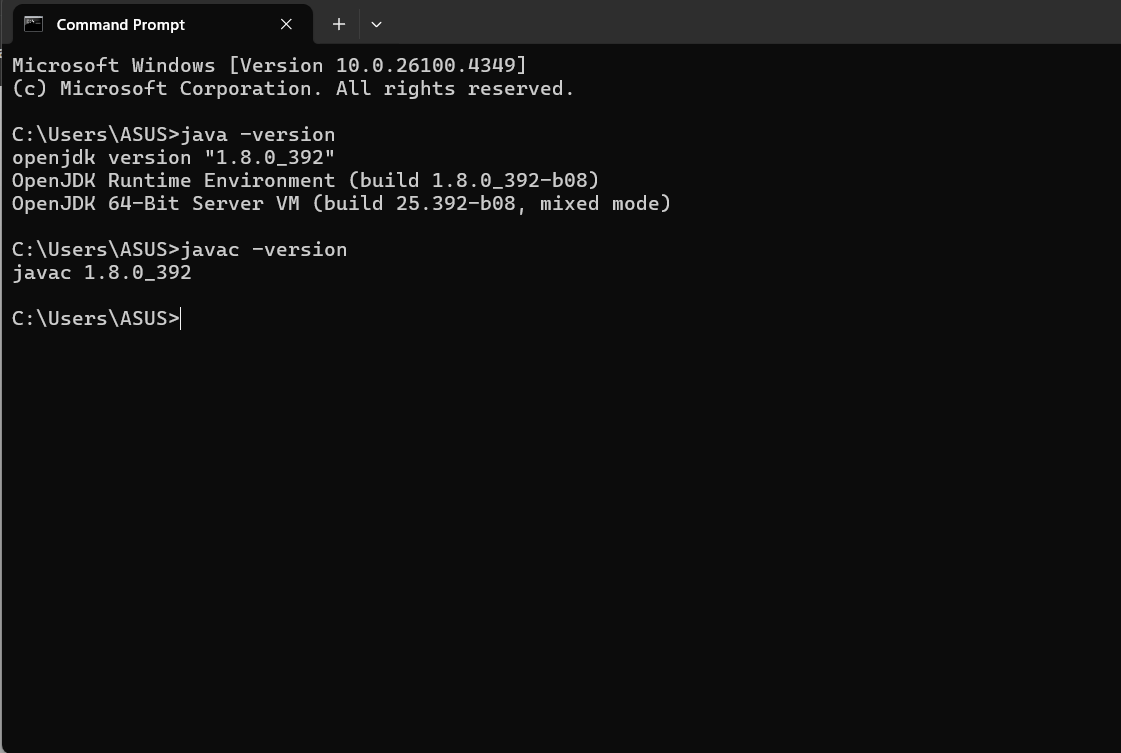 Command Prompt
Microsoft Windows [Version 10.0.26100.4349]
(c) Microsoft Corporation. All rights reserved.
C:\Users\ASUS>java -version
openjdk version "1.8.0_392"
OpenJDK Runtime Environment (build 1.8.0_392-b08)
OpenJDK 64-Bit Server VM (build 25.392-b08, mixed mode)
C:\Users\ASUS>javac -version
javac 1.8.0_392
C:\Users\ASUS>